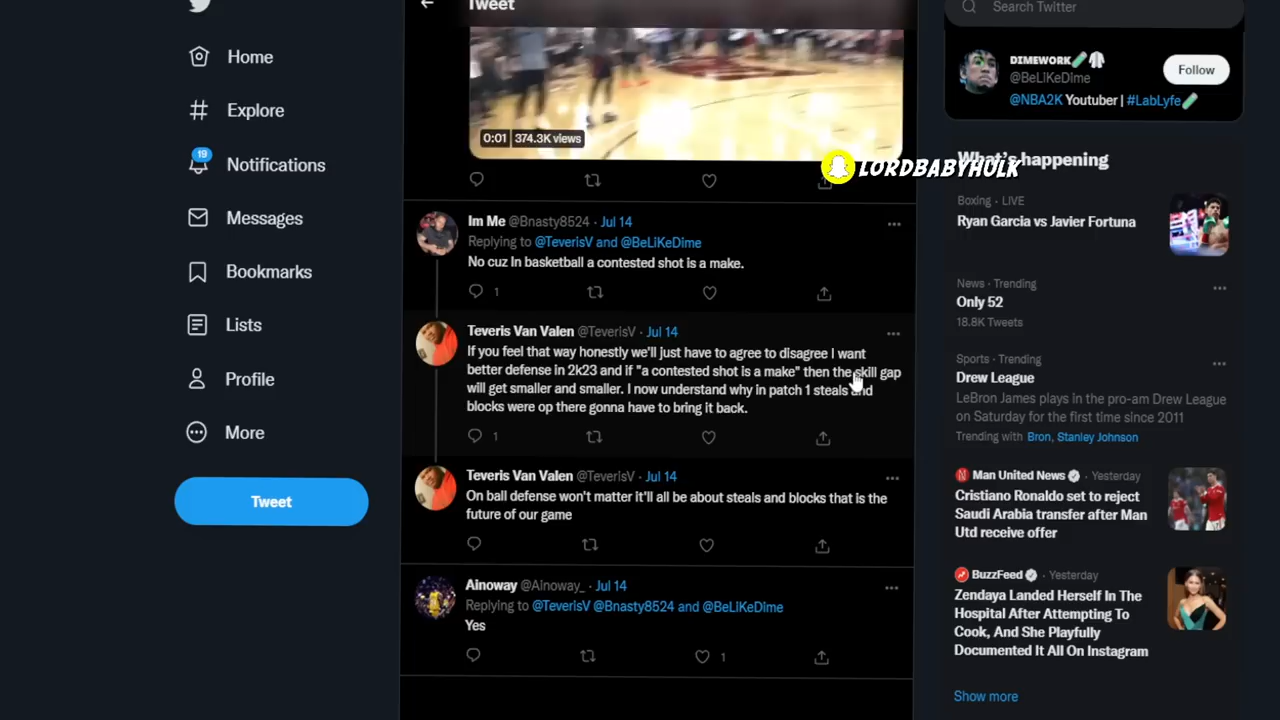 Home
Explore
19
Notifications
Messages
Bookmarks
Lists
Profile
More
Tweet
Tweet
0:01 374.3K views
LORDBABYHULK
Im Me @Bnasty8524 · Jul 14
Replying to @TeverisV and @BeLiKeDime
No cuz In basketball a contested shot is a make.
1
Teveris Van Valen @TeverisV · Jul 14
If you feel that way honestly we'll just have to agree to disagree I want
better defense in 2k23 and if "a contested shot is a make" then the skill gap
will get smaller and smaller. I now understand why in patch 1 steals and
blocks were op there gonna have to bring it back.
1
Teveris Van Valen @TeverisV · Jul 14
On ball defense won't matter it'll all be about steals and blocks that is the
future of our game
Ainoway @Ainoway_ · Jul 14
Replying to @TeverisV @Bnasty8524 and @BeLiKeDime
Yes
1
Search Twitter
DIMEWORK
@BeLiKeDime
Follow
@NBA2K Youtuber | #LabLyfe
What's happening
Boxing · LIVE
Ryan Garcia vs Javier Fortuna
News · Trending
Only 52
18.8K Tweets
Sports · Trending
Drew League
LeBron James plays in the pro-am Drew League
on Saturday for the first time since 2011
Trending with Bron, Stanley Johnson
Man United News · Yesterday
Cristiano Ronaldo set to reject
Saudi Arabia transfer after Man
Utd receive offer
BuzzFeed · Yesterday
Zendaya Landed Herself In The
Hospital After Attempting To
Cook, And She Playfully
Documented It All On Instagram
Show more